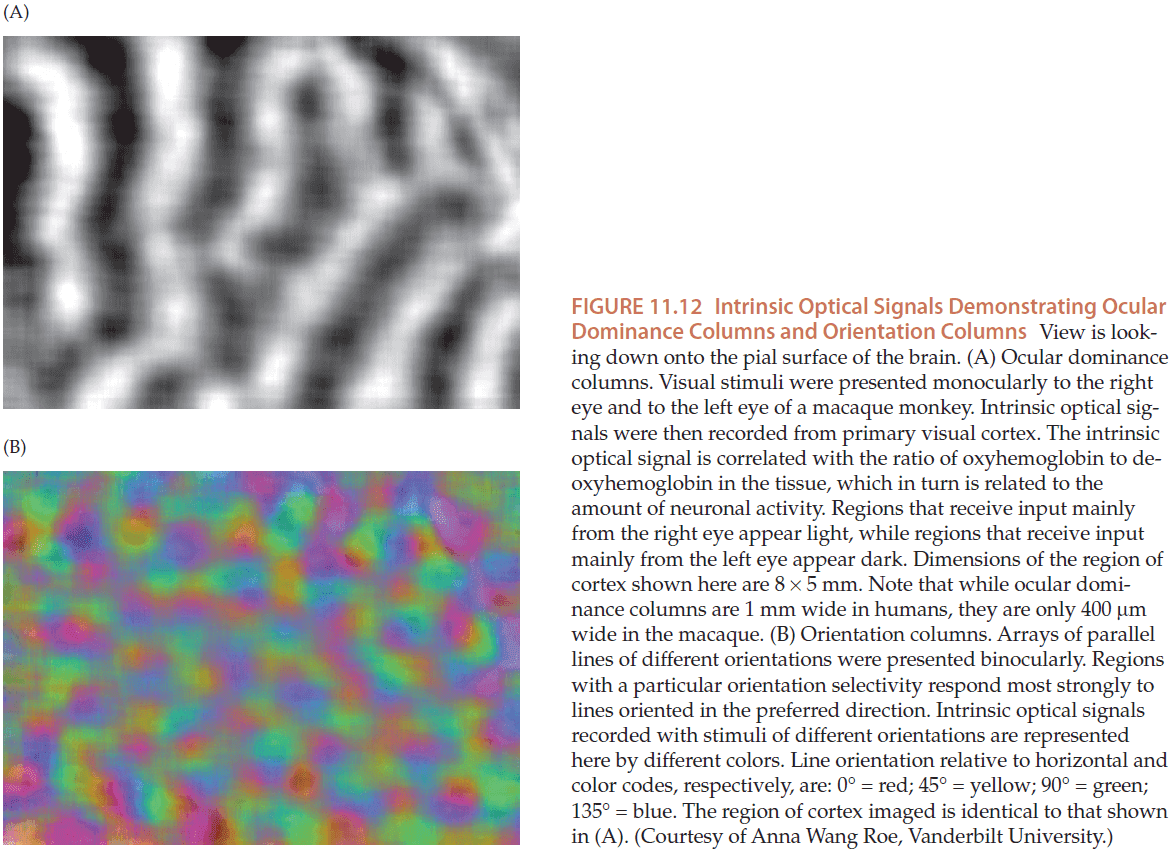 (A)
(B)
FIGURE 11.12 Intrinsic Optical Signals Demonstrating Ocular
Dominance Columns and Orientation Columns View is look-
ing down onto the pial surface of the brain. (A) Ocular dominance
columns. Visual stimuli were presented monocularly to the right
eye and to the left eye of a macaque monkey. Intrinsic optical sig-
nals were then recorded from primary visual cortex. The intrinsic
optical signal is correlated with the ratio of oxyhemoglobin to de-
oxyhemoglobin in the tissue, which in turn is related to the
amount of neuronal activity. Regions that receive input mainly
from the right eye appear light, while regions that receive input
mainly from the left eye appear dark. Dimensions of the region of
cortex shown here are 8 × 5 mm. Note that while ocular domi-
nance columns are 1 mm wide in humans, they are only 400 μm
wide in the macaque. (B) Orientation columns. Arrays of parallel
lines of different orientations were presented binocularly. Regions
with a particular orientation selectivity respond most strongly to
lines oriented in the preferred direction. Intrinsic optical signals
recorded with stimuli of different orientations are represented
here by different colors. Line orientation relative to horizontal and
color codes, respectively, are: 0° = red; 45° = yellow; 90° = green;
135° = blue. The region of cortex imaged is identical to that shown
in (A). (Courtesy of Anna Wang Roe, Vanderbilt University.)